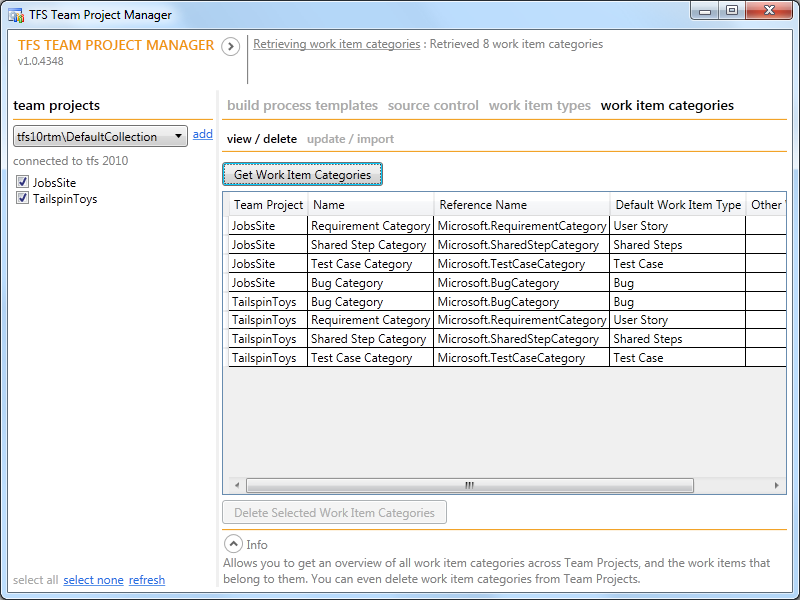 TFS Team Project Manager
TFS TEAM PROJECT MANAGER
v1.0.4348
Retrieving work item categories : Retrieved 8 work item categories
team projects
tfs10rtm\DefaultCollection add
connected to tfs 2010
JobsSite
TailspinToys
select all select none refresh
build process templates source control work item types work item categories
view / delete update / import
Get Work Item Categories
Team Project Name Reference Name Default Work Item Type Other
JobsSite Requirement Category Microsoft.RequirementCategory User Story
JobsSite Shared Step Category Microsoft.SharedStepCategory Shared Steps
JobsSite Test Case Category Microsoft.TestCaseCategory Test Case
JobsSite Bug Category Microsoft.BugCategory Bug
TailspinToys Bug Category Microsoft.BugCategory Bug
TailspinToys Requirement Category Microsoft.RequirementCategory User Story
TailspinToys Shared Step Category Microsoft.SharedStepCategory Shared Steps
TailspinToys Test Case Category Microsoft.TestCaseCategory Test Case
Delete Selected Work Item Categories
Info
Allows you to get an overview of all work item categories across Team Projects, and the work items that
belong to them. You can even delete work item categories from Team Projects.